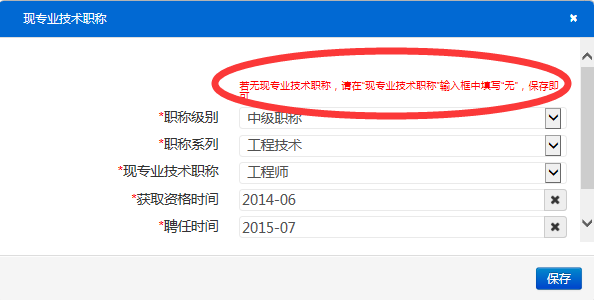 现专业技术职称
若无现专业技术职称，请在"现专业技术职称"输入框中填写"无"，保存即
可
*职称级别 中级职称
*职称系列 工程技术
*现专业技术职称 工程师
*获取资格时间 2014-06
*聘任时间 2015-07
保存